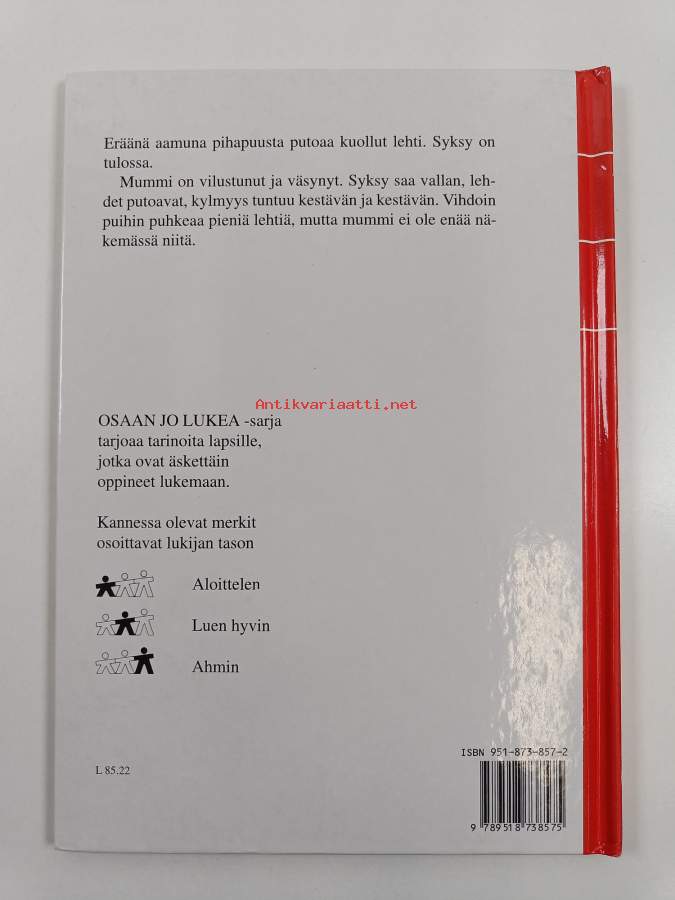 Eräänä aamuna pihapuusta putoaa kuollut lehti. Syksy on
tulossa.
Mummi on vilustunut ja väsynyt. Syksy saa vallan, leh-
det putoavat, kylmyys tuntuu kestävän ja kestävän. Vihdoin
puihin puhkeaa pieniä lehtiä, mutta mummi ei ole enää nä-
kemässä niitä.
Antikvariaatti.net
OSAAN JO LUKEA -sarja
tarjoaa tarinoita lapsille,
jotka ovat äskettäin
oppineet lukemaan.
Kannessa olevat merkit
osoittavat lukijan tason
Aloittelen
Luen hyvin
Ahmin
ISBN 951-873-857-2
L 85.22
9 789518 738575